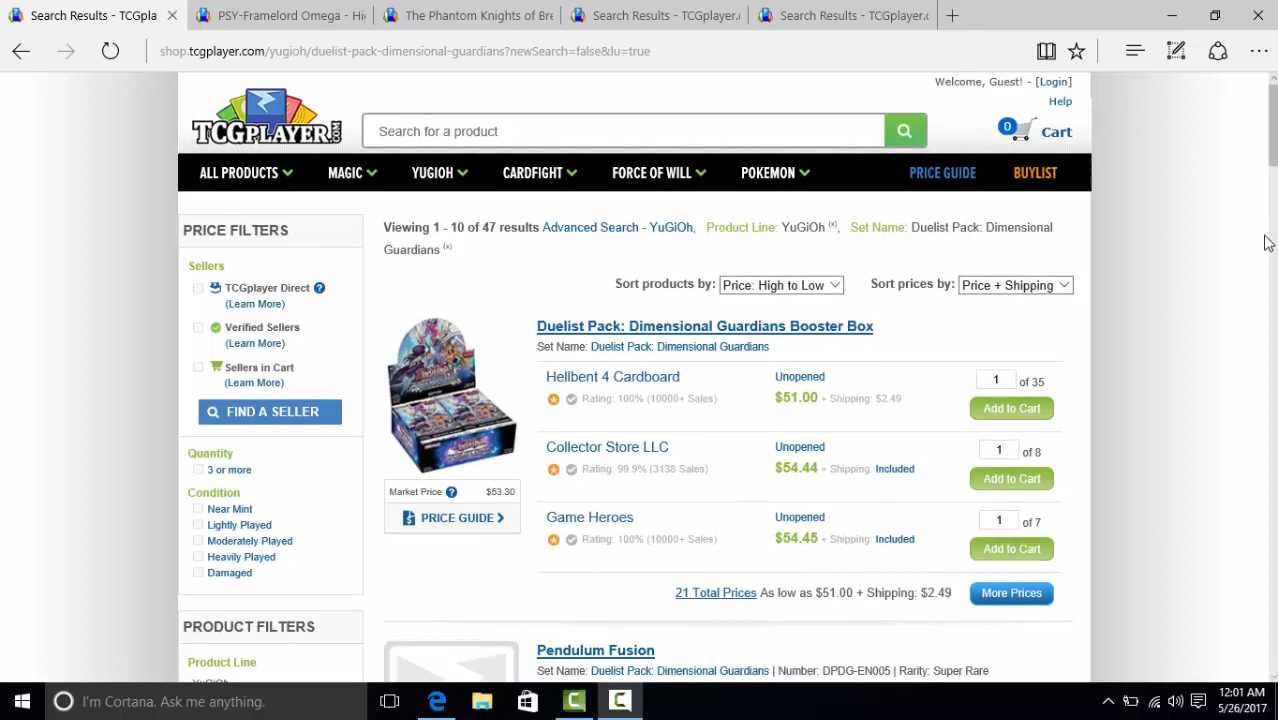 Search Results - TCGpla
PSY-Framelord Omega - Hi
The Phantom Knights of Bre
Search Results - TCGplayer.
Search Results - TCGplayer.c
shop.tcgplayer.com/yugioh/duelist-pack-dimensional-guardians?newSearch=false&lu=true
Welcome, Guest! - [Login]
Help
TCGPLAYER.COM
Search for a product
0 Cart
ALL PRODUCTS MAGIC YUGIOH CARDFIGHT FORCE OF WILL POKEMON PRICE GUIDE BUYLIST
PRICE FILTERS
Sellers
TCGplayer Direct ?
(Learn More)
Verified Sellers
(Learn More)
Sellers in Cart
(Learn More)
FIND A SELLER
Quantity
3 or more
Condition
Near Mint
Lightly Played
Moderately Played
Heavily Played
Damaged
PRODUCT FILTERS
Product Line
YuGiOh
Viewing 1 - 10 of 47 results Advanced Search - YuGiOh, Product Line: YuGiOh (x), Set Name: Duelist Pack: Dimensional
Guardians (x)
Sort products by: Price: High to Low Sort prices by: Price + Shipping
Market Price ? $53.30
PRICE GUIDE
Duelist Pack: Dimensional Guardians Booster Box
Set Name: Duelist Pack: Dimensional Guardians
Hellbent 4 Cardboard Unopened 1 of 35
Rating: 100% (10000+ Sales) $51.00 + Shipping: $2.49 Add to Cart
Collector Store LLC Unopened 1 of 8
Rating: 99.9% (3138 Sales) $54.44 + Shipping: Included Add to Cart
Game Heroes Unopened 1 of 7
Rating: 100% (10000+ Sales) $54.45 + Shipping: Included Add to Cart
21 Total Prices As low as $51.00 + Shipping: $2.49 More Prices
Pendulum Fusion
Set Name: Duelist Pack: Dimensional Guardians | Number: DPDG-EN005 | Rarity: Super Rare
I'm Cortana. Ask me anything.
12:01 AM
5/26/2017